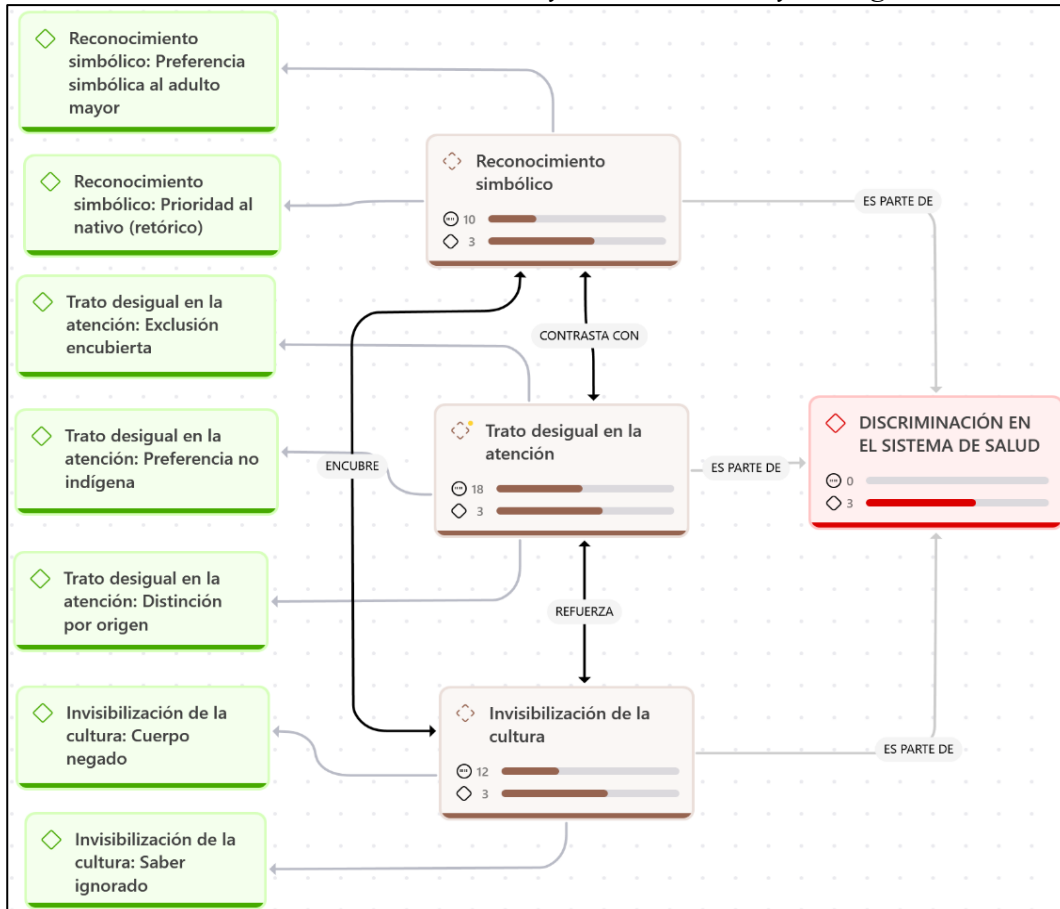 Reconocimiento
simbólico: Preferencia
simbólica al adulto
mayor
Reconocimiento
simbólico: Prioridad al
nativo (retórico)
Trato desigual en la
atención: Exclusión
encubierta
Trato desigual en la
atención: Preferencia no
indígena
Trato desigual en la
atención: Distinción
por origen
Invisibilización de la
cultura: Cuerpo
negado
Invisibilización de la
cultura: Saber
ignorado
Reconocimiento
simbólico
10
3
CONTRASTA CON
Trato desigual en la
atención
18
3
ENCUBRE
REFUERZA
Invisibilización de la
cultura
12
3
ES PARTE DE
ES PARTE DE
ES PARTE DE
DISCRIMINACIÓN EN
EL SISTEMA DE SALUD
0
3